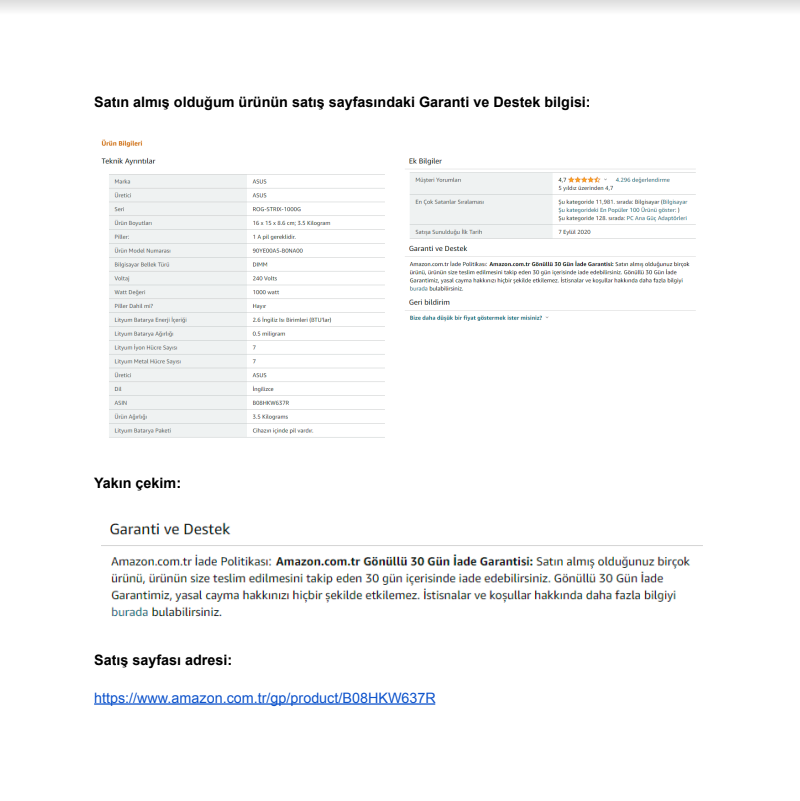 Satın almış olduğum ürünün satış sayfasındaki Garanti ve Destek bilgisi:
Ürün Bilgileri
Teknik Ayrıntılar
Marka ASUS
Üretici ASUS
Seri ROG-STRIX-1000G
Ürün Boyutları 16 x 15 x 8.6 cm; 3.5 Kilogram
Piller: 1 A pil gereklidir.
Ürün Model Numarası 90YE00A5-B0NA00
Bilgisayar Bellek Türü DIMM
Voltaj 240 Volts
Watt Değeri 1000 watt
Piller Dahil mi? Hayır
Lityum Batarya Enerji İçeriği 2.6 İngiliz Isı Birimleri (BTU'lar)
Lityum Batarya Ağırlığı 0.5 miligram
Lityum İyon Hücre Sayısı 7
Lityum Metal Hücre Sayısı 7
Üretici ASUS
Dil İngilizce
ASIN B08HKW637R
Ürün Ağırlığı 3.5 Kilograms
Lityum Batarya Paketi Cihazın içinde pil vardır.
Ek Bilgiler
Müşteri Yorumları 4,7 4.296 değerlendirme
5 yıldız üzerinden 4,7
En Çok Satanlar Sıralaması Şu kategoride 11,981. sırada: Bilgisayar (Bilgisayar
Şu kategorideki En Popüler 100 Ürünü göster: )
Şu kategoride 128. sırada: PC Ana Güç Adaptörleri
Satışa Sunulduğu İlk Tarih 7 Eylül 2020
Garanti ve Destek
Amazon.com.tr İade Politikası: Amazon.com.tr Gönüllü 30 Gün İade Garantisi: Satın almış olduğunuz birçok
ürünü, ürünün size teslim edilmesini takip eden 30 gün içerisinde iade edebilirsiniz. Gönüllü 30 Gün İade
Garantimiz, yasal cayma hakkınızı hiçbir şekilde etkilemez. İstisnalar ve koşullar hakkında daha fazla bilgiyi
burada bulabilirsiniz.
Geri bildirim
Bize daha düşük bir fiyat göstermek ister misiniz?
Yakın çekim:
Garanti ve Destek
Amazon.com.tr İade Politikası: Amazon.com.tr Gönüllü 30 Gün İade Garantisi: Satın almış olduğunuz birçok
ürünü, ürünün size teslim edilmesini takip eden 30 gün içerisinde iade edebilirsiniz. Gönüllü 30 Gün İade
Garantimiz, yasal cayma hakkınızı hiçbir şekilde etkilemez. İstisnalar ve koşullar hakkında daha fazla bilgiyi
burada bulabilirsiniz.
Satış sayfası adresi:
https://www.amazon.com.tr/gp/product/B08HKW637R